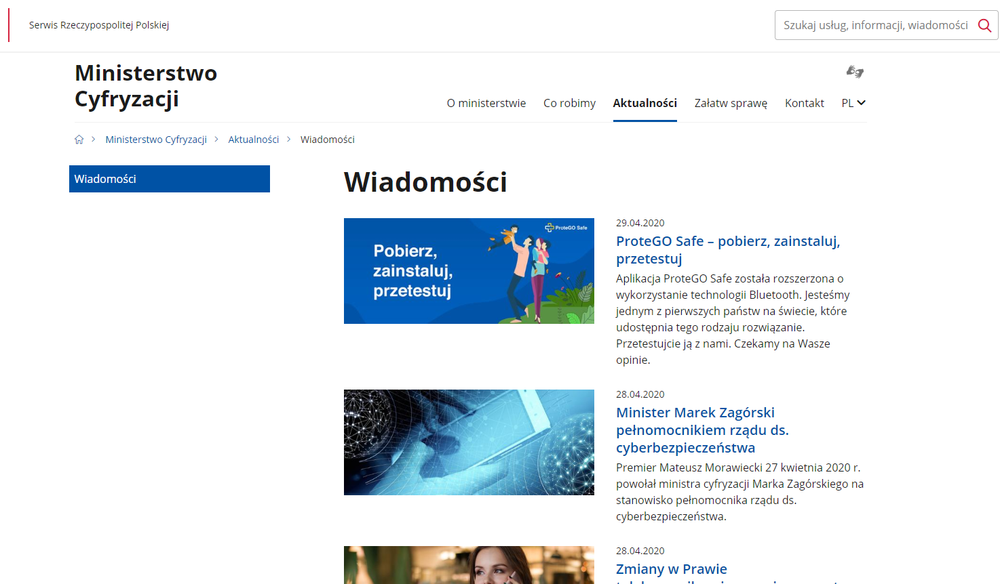 Serwis Rzeczypospolitej Polskiej
Szukaj usług, informacji, wiadomości
Ministerstwo
Cyfryzacji
O ministerstwie Co robimy Aktualności Załatw sprawę Kontakt PL
Ministerstwo Cyfryzacji Aktualności Wiadomości
Wiadomości
Wiadomości
ProteGO Safe
Pobierz,
zainstaluj,
przetestuj
29.04.2020
ProteGO Safe – pobierz, zainstaluj,
przetestuj
Aplikacja ProteGO Safe została rozszerzona o
wykorzystanie technologii Bluetooth. Jesteśmy
jednym z pierwszych państw na świecie, które
udostępnia tego rodzaju rozwiązanie.
Przetestujcie ją z nami. Czekamy na Wasze
opinie.
28.04.2020
Minister Marek Zagórski
pełnomocnikiem rządu ds.
cyberbezpieczeństwa
Premier Mateusz Morawiecki 27 kwietnia 2020 r.
powołał ministra cyfryzacji Marka Zagórskiego na
stanowisko pełnomocnika rządu ds.
cyberbezpieczeństwa.
28.04.2020
Zmiany w Prawie